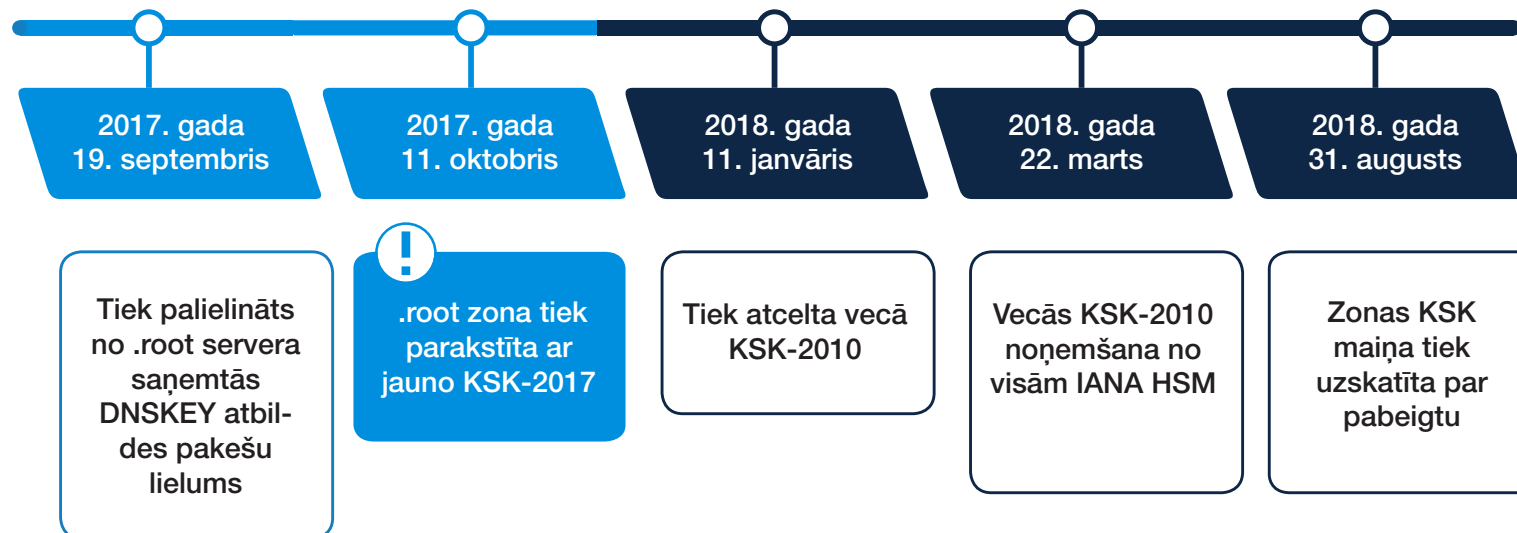 2017. gada
19. septembris
2017. gada
11. oktobris
2018. gada
11. janvāris
2018. gada
22. marts
2018. gada
31. augusts
Tiek palielināts
no .root servera
saņemtās
DNSKEY atbil-
des pakešu
lielums
!
.root zona tiek
parakstīta ar
jauno KSK-2017
Tiek atcelta vecā
KSK-2010
Vecās KSK-2010
noņemšana no
visām IANA HSM
Zonas KSK
maiņa tiek
uzskatīta par
pabeigtu